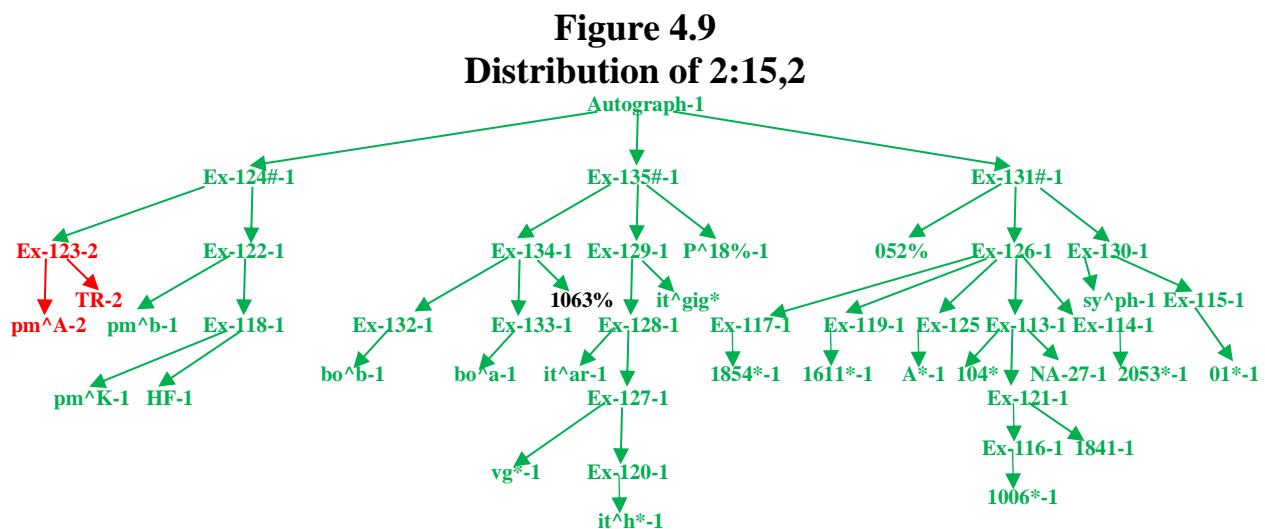 Figure 4.9
Distribution of 2:15,2
Autograph-1
Ex-124#-1 Ex-135#-1 Ex-131#-1
Ex-123-2 Ex-122-1 Ex-134-1 Ex-129-1 P^18%-1 052% Ex-126-1 Ex-130-1
TR-2 1063% it^gig* sy^ph-1 Ex-115-1
pm^A-2 pm^b-1 Ex-118-1 Ex-132-1 Ex-133-1 Ex-128-1 Ex-117-1 Ex-119-1 Ex-125 Ex-113-1 Ex-114-1
bo^b-1 bo^a-1 it^ar-1 1854*-1 1611*-1 A*-1 104* NA-27-1 2053*-1 01*-1
pm^K-1 HF-1 Ex-127-1 Ex-121-1
Ex-116-1 1841-1
vg*-1 Ex-120-1
1006*-1
it^h*-1